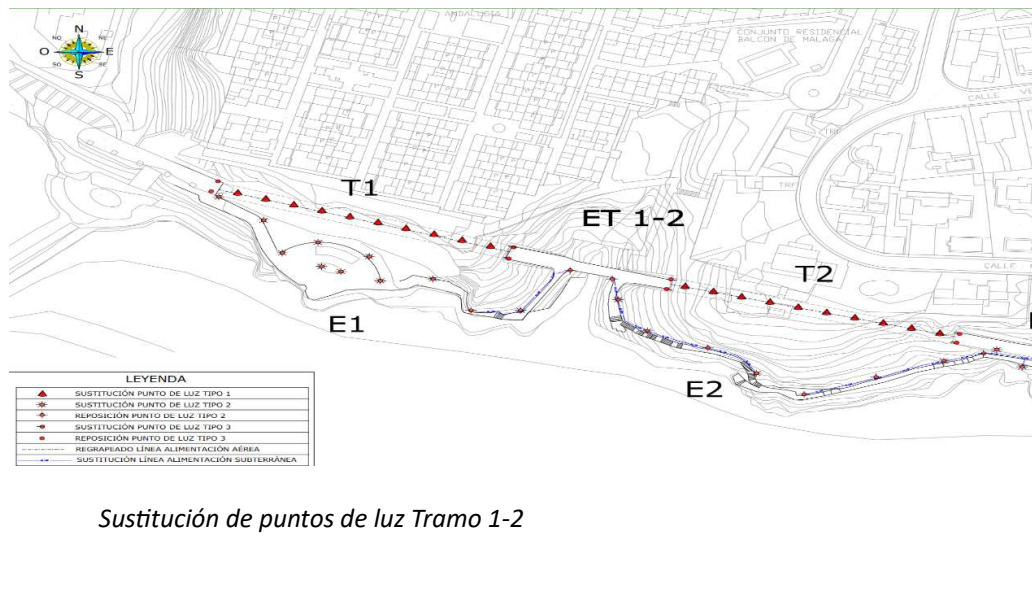 ANDALUCIA
CONJUNTO RESIDENCIAL
BALCON DE MALAGA
N
NO
NE
O
E
SO
SE
S
CALLE
T1
ET 1-2
T2
CALLE
E1
E2
LEYENDA
SUSTITUCIÓN PUNTO DE LUZ TIPO 1
SUSTITUCIÓN PUNTO DE LUZ TIPO 2
REPOSICIÓN PUNTO DE LUZ TIPO 2
SUSTITUCIÓN PUNTO DE LUZ TIPO 3
REPOSICIÓN PUNTO DE LUZ TIPO 3
REGRAPEADO LÍNEA ALIMENTACIÓN AÉREA
SUSTITUCIÓN LÍNEA ALIMENTACIÓN SUBTERRÁNEA
Sustitución de puntos de luz Tramo 1-2